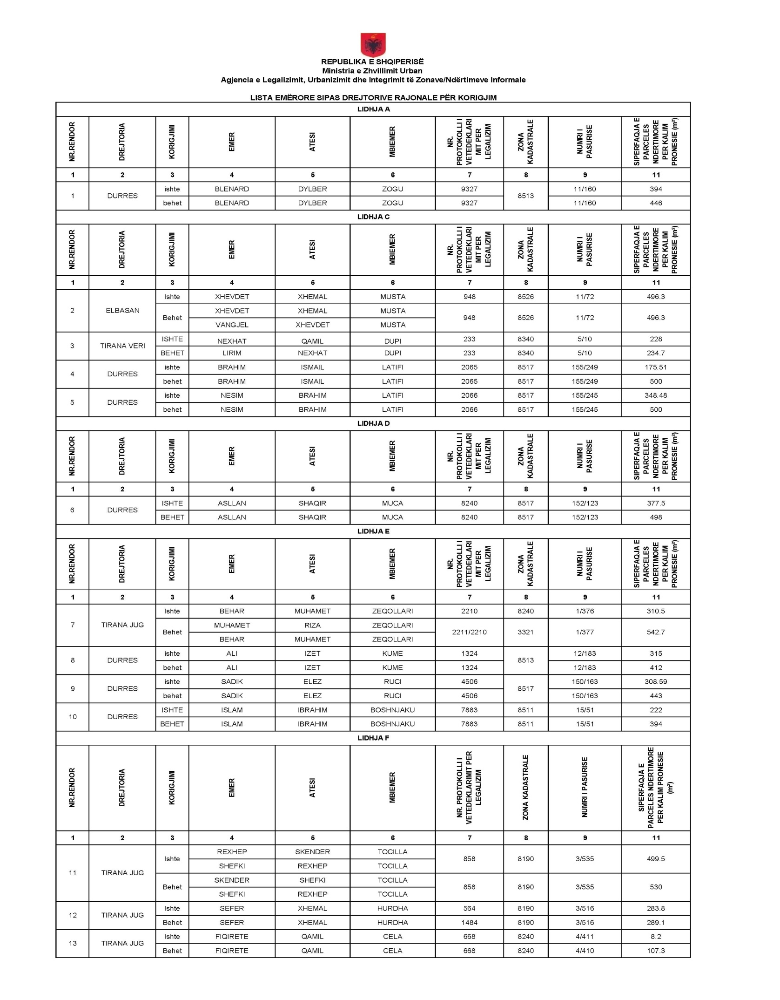 REPUBLIKA E SHQIPERISË
Ministria e Zhvillimit Urban
Agjencia e Legalizimit, Urbanizimit dhe Integrimit të Zonave/Ndërtimeve Informale
LISTA EMËRORE SIPAS DREJTORIVE RAJONALE PËR KORIGJIM
LIDHJA A
NR.RENDOR DREJTORIA KORIGJIMI EMER ATESI MBIEMER NR. PROTOKOLLI I VETEDEKLARI MIT PER LEGALIZIM ZONA KADASTRALE NUMRI I PASURISE SIPERFAQJA E PARCELES NDERTIMORE PER KALIM PRONESIE (m²)
1 2 3 4 5 6 7 8 9 11
1 DURRES ishte BLENARD DYLBER ZOGU 9327 8513 11/160 394
behet BLENARD DYLBER ZOGU 9327 11/160 446
LIDHJA C
NR.RENDOR DREJTORIA KORIGJIMI EMER ATESI MBIEMER NR. PROTOKOLLI I VETEDEKLARI MIT PER LEGALIZIM ZONA KADASTRALE NUMRI I PASURISE SIPERFAQJA E PARCELES NDERTIMORE PER KALIM PRONESIE (m²)
1 2 3 4 5 6 7 8 9 11
2 ELBASAN Ishte XHEVDET XHEMAL MUSTA 948 8526 11/72 496.3
Behet XHEVDET XHEMAL MUSTA 948 8526 11/72 496.3
VANGJEL XHEVDET MUSTA
3 TIRANA VERI ISHTE NEXHAT QAMIL DUPI 233 8340 5/10 228
BEHET LIRIM NEXHAT DUPI 233 8340 5/10 234.7
4 DURRES ishte BRAHIM ISMAIL LATIFI 2065 8517 155/249 175.51
behet BRAHIM ISMAIL LATIFI 2065 8517 155/249 500
5 DURRES ishte NESIM BRAHIM LATIFI 2066 8517 155/245 348.48
behet NESIM BRAHIM LATIFI 2066 8517 155/245 500
LIDHJA D
NR.RENDOR DREJTORIA KORIGJIMI EMER ATESI MBIEMER NR. PROTOKOLLI I VETEDEKLARI MIT PER LEGALIZIM ZONA KADASTRALE NUMRI I PASURISE SIPERFAQJA E PARCELES NDERTIMORE PER KALIM PRONESIE (m²)
1 2 3 4 5 6 7 8 9 11
6 DURRES ISHTE ASLLAN SHAQIR MUCA 8240 8517 152/123 377.5
BEHET ASLLAN SHAQIR MUCA 8240 8517 152/123 498
LIDHJA E
NR.RENDOR DREJTORIA KORIGJIMI EMER ATESI MBIEMER NR. PROTOKOLLI I VETEDEKLARI MIT PER LEGALIZIM ZONA KADASTRALE NUMRI I PASURISE SIPERFAQJA E PARCELES NDERTIMORE PER KALIM PRONESIE (m²)
1 2 3 4 5 6 7 8 9 11
7 TIRANA JUG Ishte BEHAR MUHAMET ZEQOLLARI 2210 8240 1/376 310.5
Behet MUHAMET RIZA ZEQOLLARI 2211/2210 3321 1/377 542.7
BEHAR MUHAMET ZEQOLLARI
8 DURRES ishte ALI IZET KUME 1324 8513 12/183 315
behet ALI IZET KUME 1324 12/183 412
9 DURRES ishte SADIK ELEZ RUCI 4506 8517 150/163 308.59
behet SADIK ELEZ RUCI 4506 150/163 443
10 DURRES ISHTE ISLAM IBRAHIM BOSHNJAKU 7883 8511 15/51 222
BEHET ISLAM IBRAHIM BOSHNJAKU 7883 8511 15/51 394
LIDHJA F
NR.RENDOR DREJTORIA KORIGJIMI EMER ATESI MBIEMER NR. PROTOKOLLI I VETEDEKLARIMIT PER LEGALIZIM ZONA KADASTRALE NUMRI I PASURISE SIPERFAQJA E PARCELES NDERTIMORE PER KALIM PRONESIE (m²)
1 2 3 4 5 6 7 8 9 11
11 TIRANA JUG Ishte REXHEP SKENDER TOCILLA 858 8190 3/535 499.5
SHEFKI REXHEP TOCILLA
Behet SKENDER SHEFKI TOCILLA 858 8190 3/535 530
SHEFKI REXHEP TOCILLA
12 TIRANA JUG Ishte SEFER XHEMAL HURDHA 564 8190 3/516 283.8
Behet SEFER XHEMAL HURDHA 1484 8190 3/516 289.1
13 TIRANA JUG Ishte FIQIRETE QAMIL CELA 668 8240 4/411 8.2
Behet FIQIRETE QAMIL CELA 668 8240 4/410 107.3